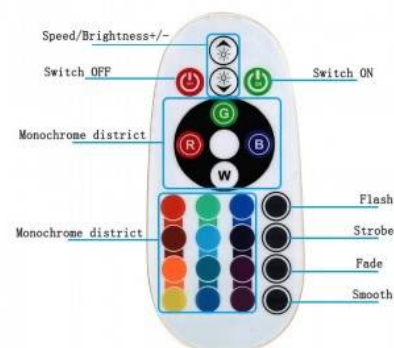 Speed/Brightness+/-
Switch OFF
Switch ON
G
Monochrome district
R
B
W
Monochrome district
Flash
Strobe
Fade
Smooth